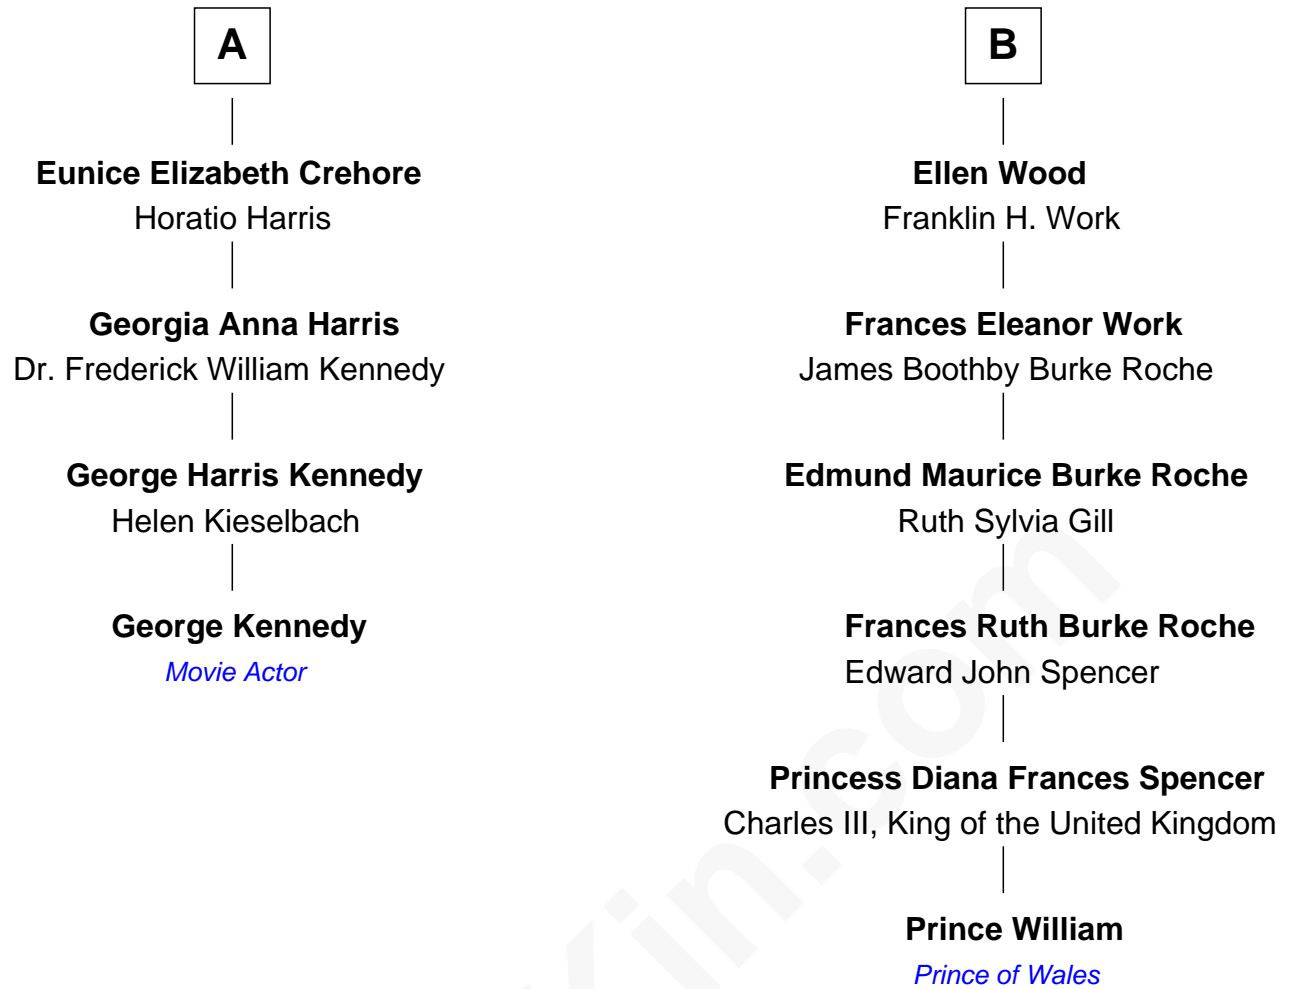 A
Eunice Elizabeth Crehore
Horatio Harris
Georgia Anna Harris
Dr. Frederick William Kennedy
George Harris Kennedy
Helen Kieselbach
George Kennedy
Movie Actor
B
Ellen Wood
Franklin H. Work
Frances Eleanor Work
James Boothby Burke Roche
Edmund Maurice Burke Roche
Ruth Sylvia Gill
Frances Ruth Burke Roche
Edward John Spencer
Princess Diana Frances Spencer
Charles III, King of the United Kingdom
Prince William
Prince of Wales
Kin.com